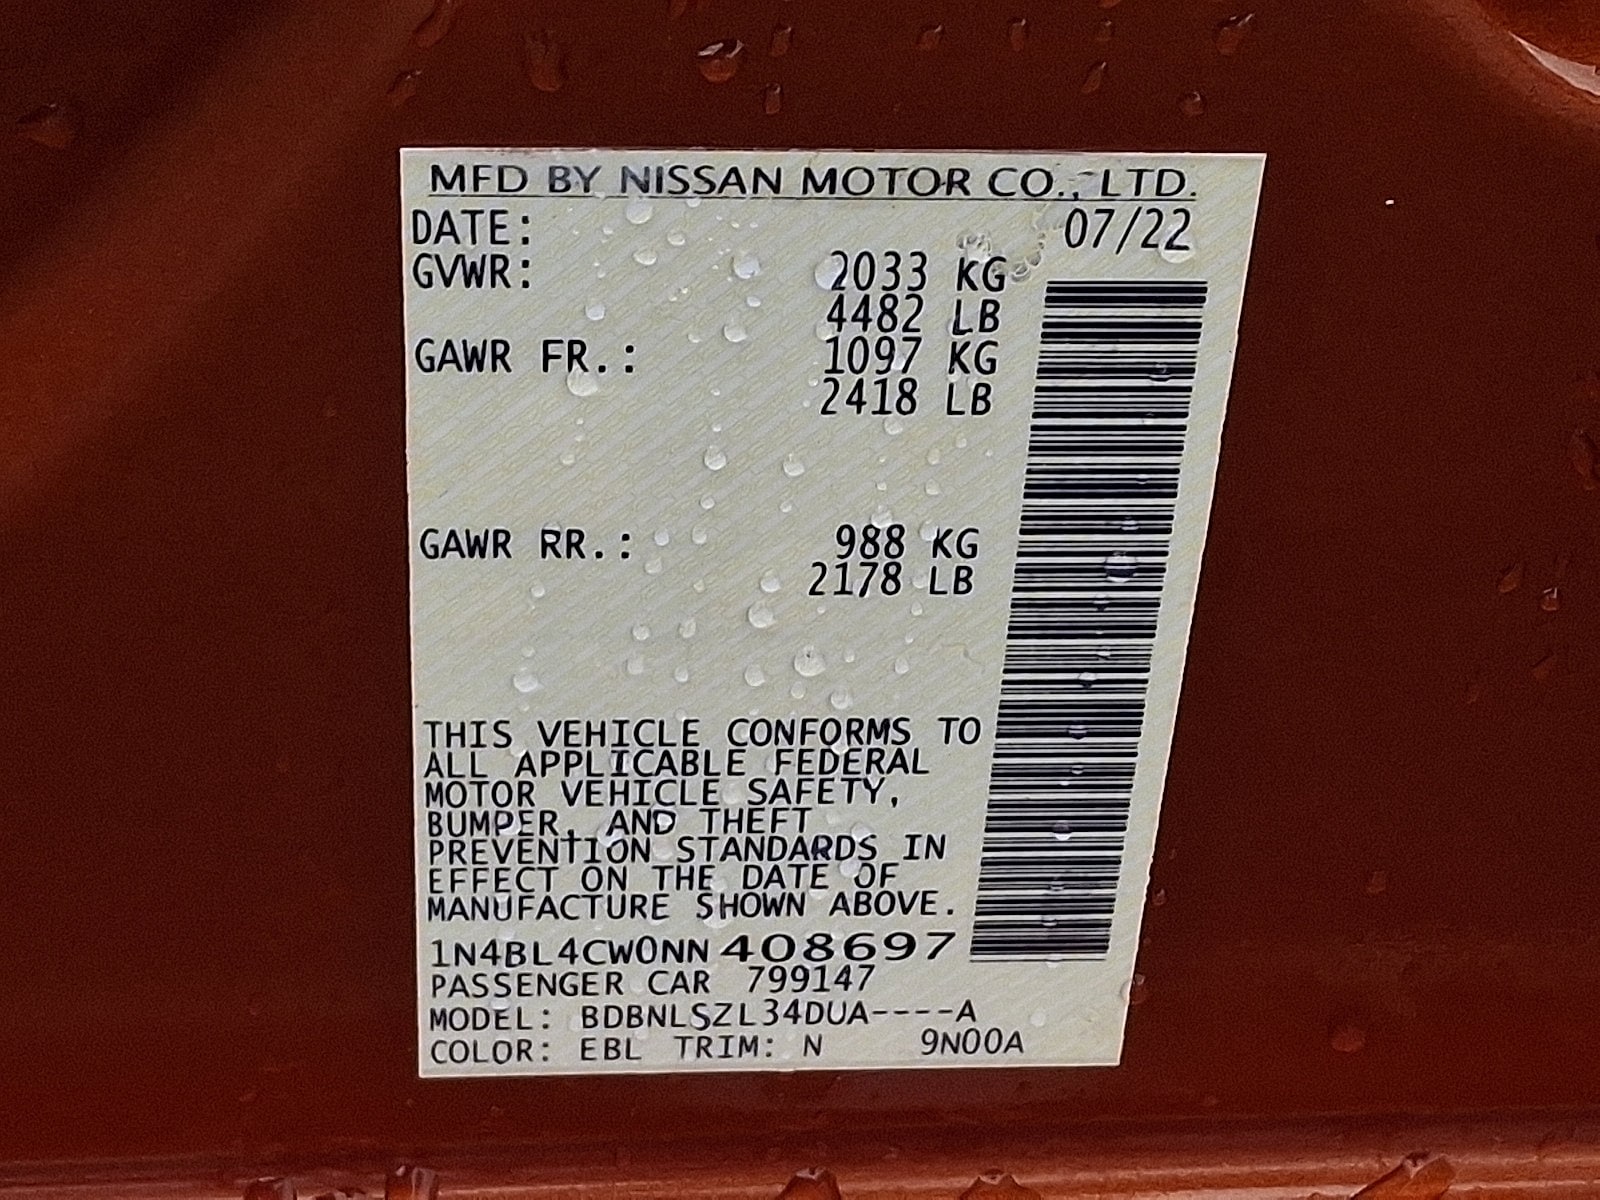 MFD BY NISSAN MOTOR CO., LTD.
DATE: 07/22
GVWR: 2033 KG
4482 LB
GAWR FR.: 1097 KG
2418 LB
GAWR RR.: 988 KG
2178 LB
THIS VEHICLE CONFORMS TO
ALL APPLICABLE FEDERAL
MOTOR VEHICLE SAFETY,
BUMPER, AND THEFT
PREVENTION STANDARDS IN
EFFECT ON THE DATE OF
MANUFACTURE SHOWN ABOVE.
1N4BL4CW0NN408697
PASSENGER CAR 799147
MODEL: BDBNLSZL34DUA----A
COLOR: EBL TRIM: N 9N00A